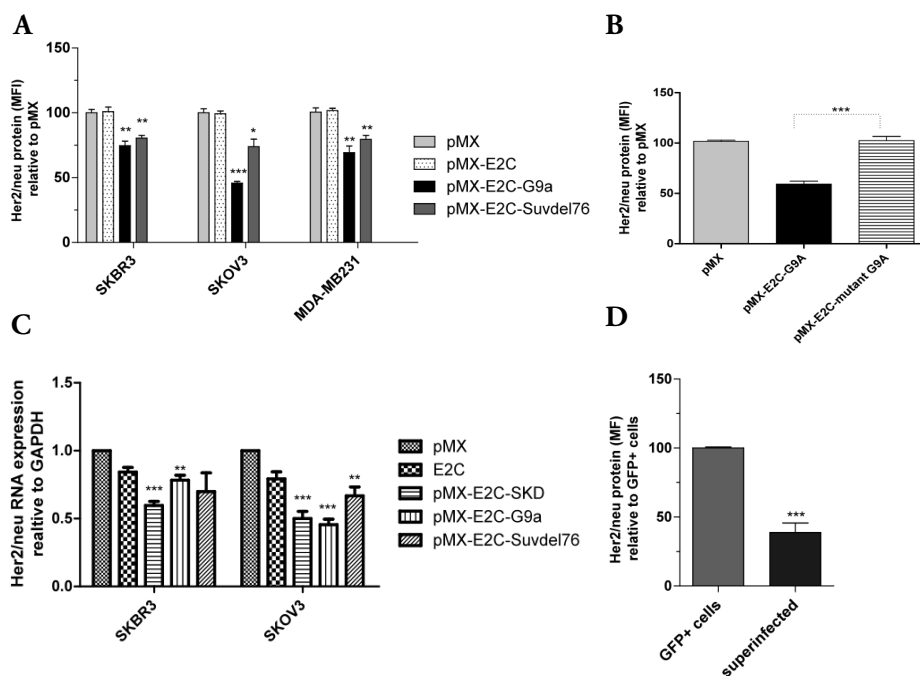 A
Her2/neu protein (MFI)
relative to pMX
150
100
50
0
**
**
***
*
**
**
SKBR3
SKOV3
MDA-MB231
pMX
pMX-E2C
pMX-E2C-G9a
pMX-E2C-Suvdel76
B
Her2/neu protein (MFI)
relative to pMX
150
100
50
0
***
pMX
pMX-E2C-G9A
pMX-E2C-mutant G9A
C
Her2/neu RNA expression
relaltive to GAPDH
1.5
1.0
0.5
0.0
***
**
***
***
**
SKBR3
SKOV3
pMX
E2C
pMX-E2C-SKD
pMX-E2C-G9a
pMX-E2C-Suvdel76
D
Her2/neu protein (MF)
relative to GFP+ cells
150
100
50
0
***
GFP+ cells
superinfected